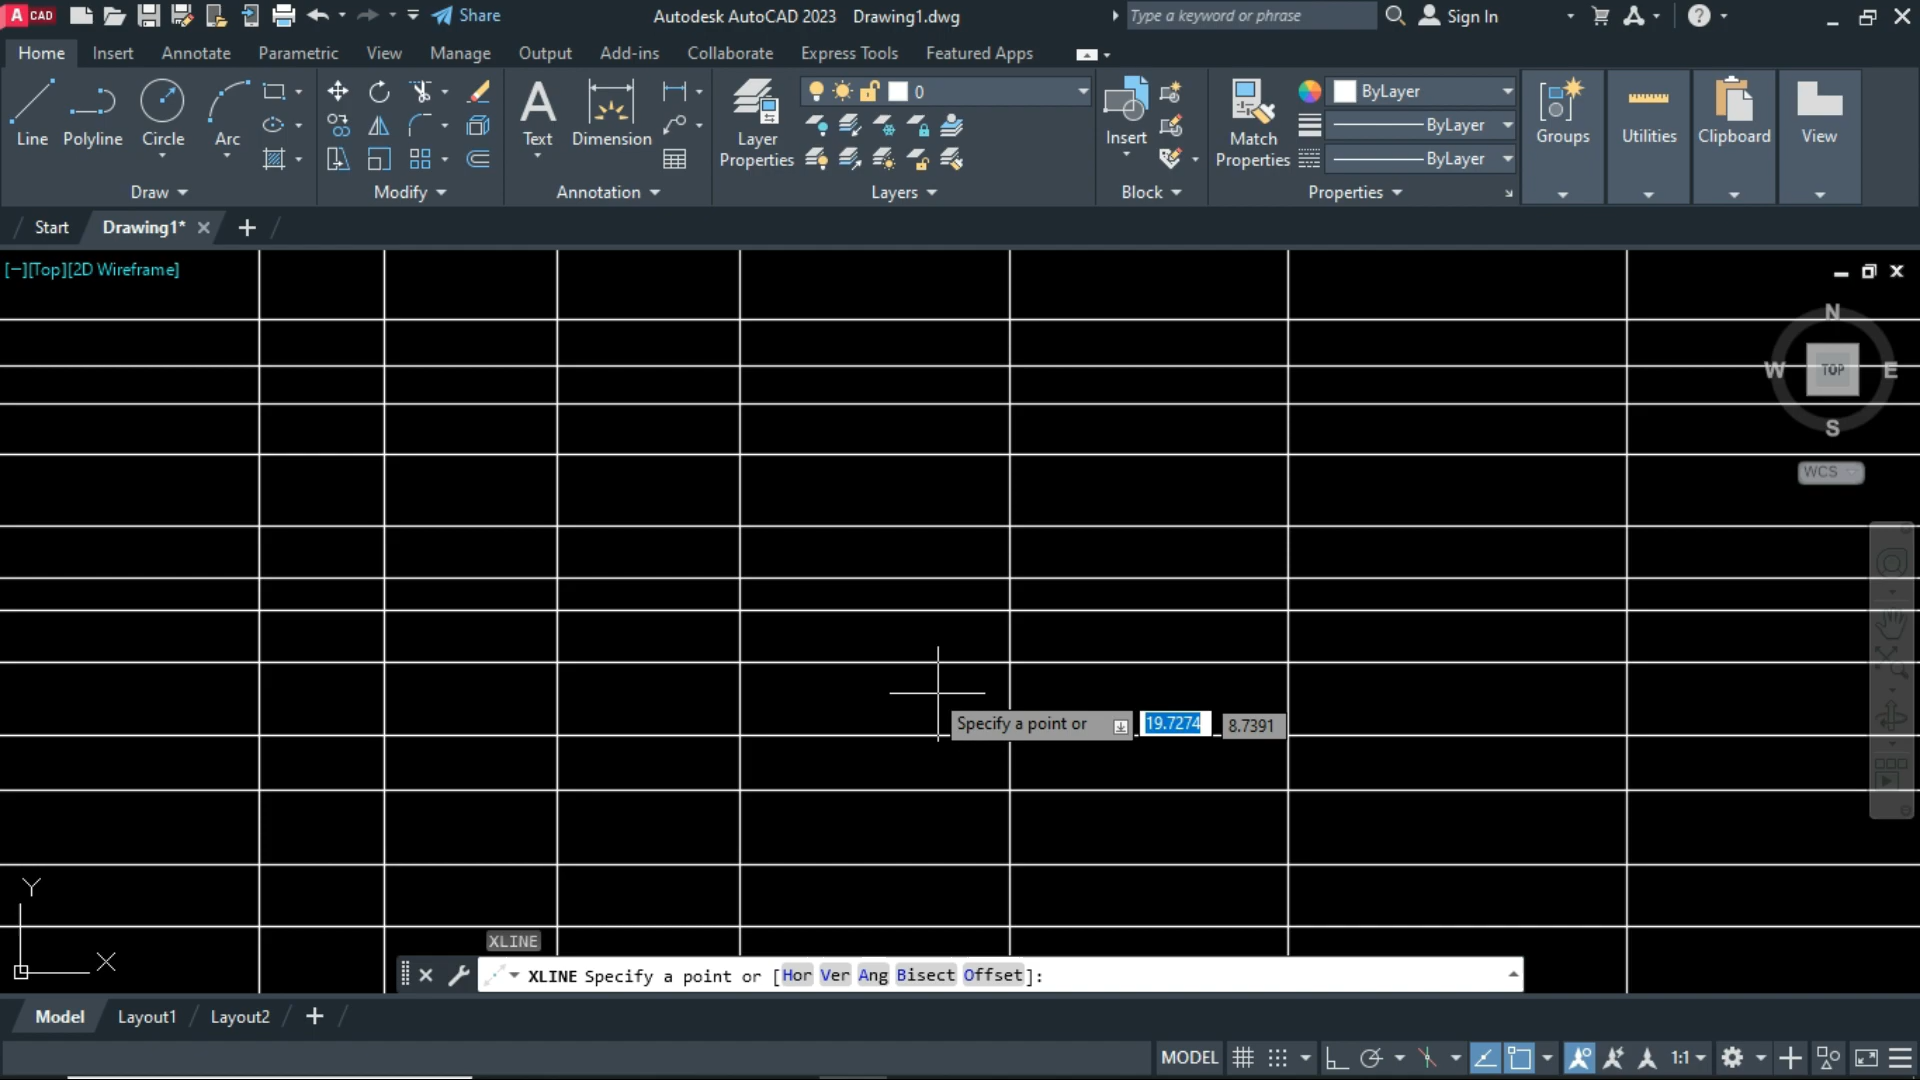 A CAD
Share
Autodesk AutoCAD 2023 Drawing1.dwg
Type a keyword or phrase
Sign In
Home Insert Annotate Parametric View Manage Output Add-ins Collaborate Express Tools Featured Apps
Line Polyline Circle Arc
Draw
Modify
Text Dimension
Annotation
Layer Properties
0
Layers
Insert
Block
Match Properties
ByLayer
ByLayer
ByLayer
Properties
Groups
Utilities
Clipboard
View
Start Drawing1* +
[−][Top][2D Wireframe]
N
W TOP E
S
WCS
Specify a point or 19.7274 8.7391
Y
X
XLINE
XLINE Specify a point or [Hor Ver Ang Bisect Offset]:
Model Layout1 Layout2 +
MODEL 1:1